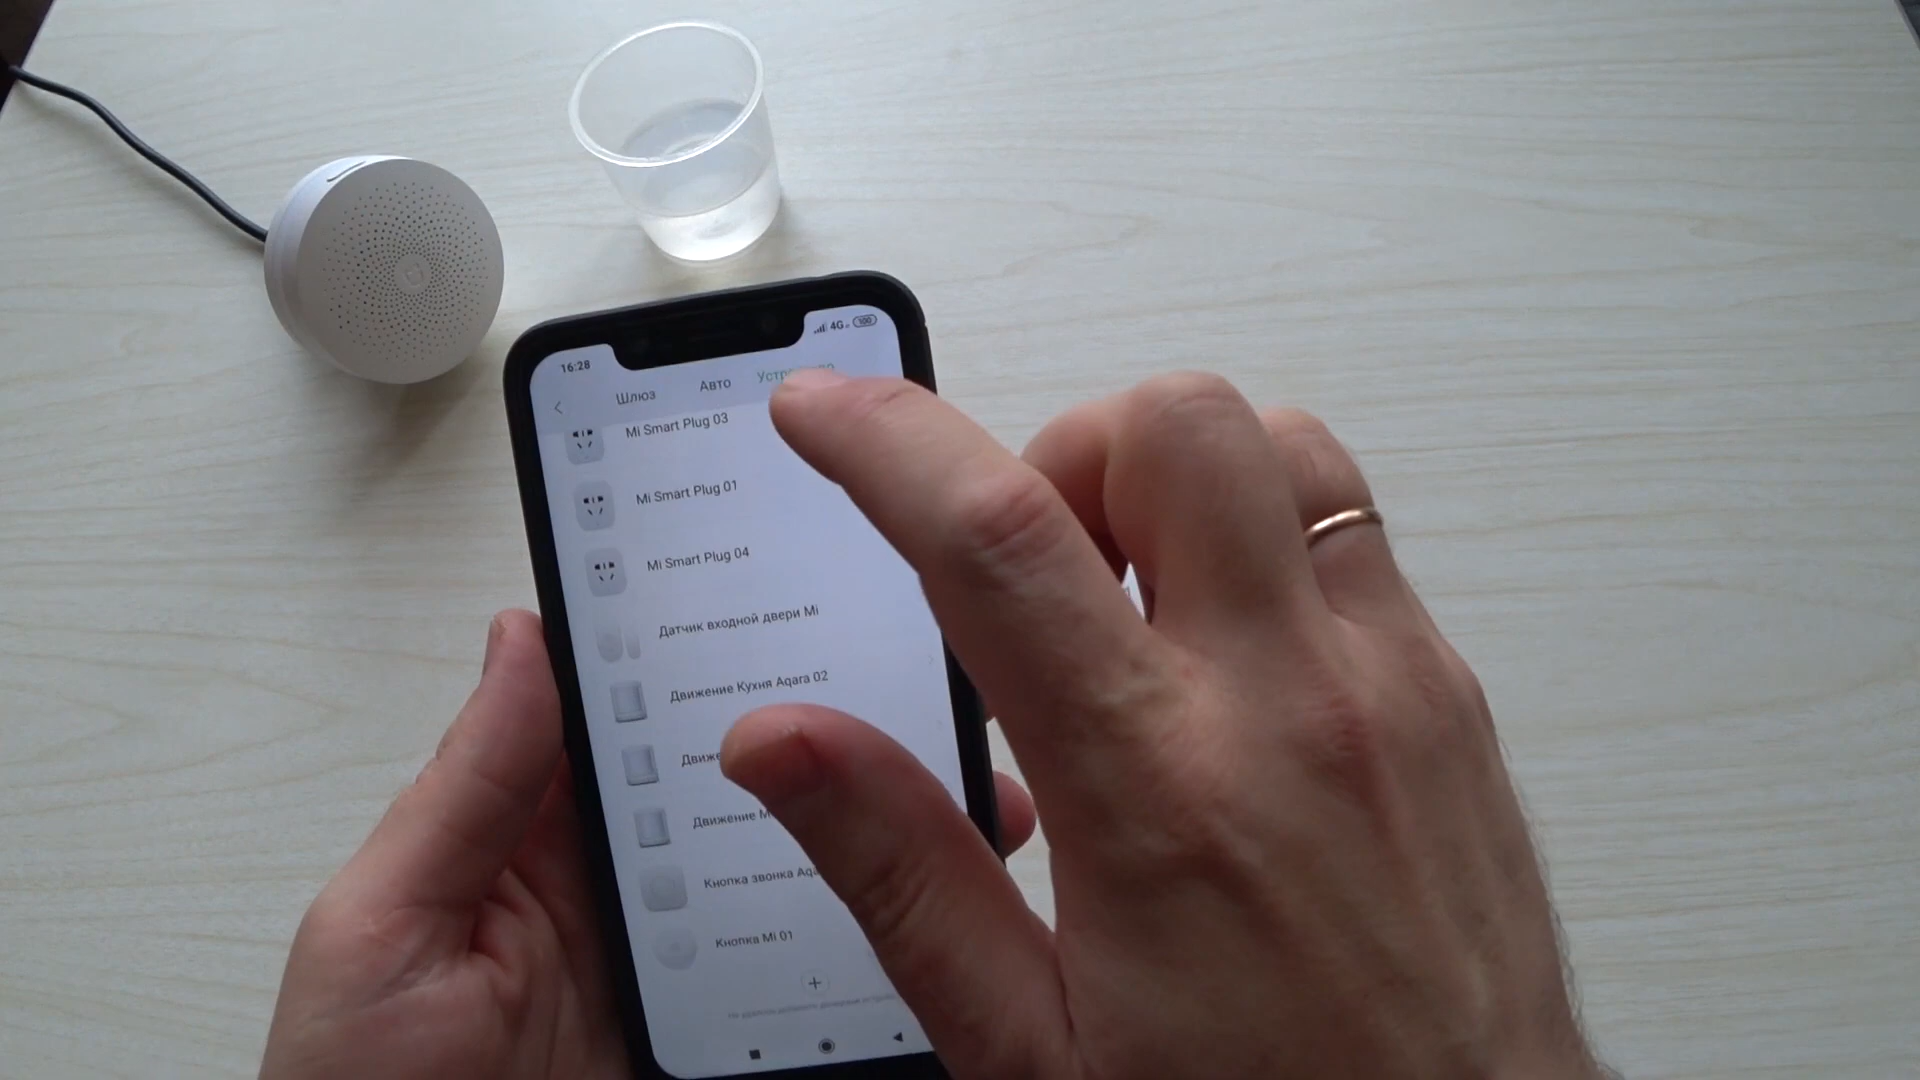 16:28
4G
100
Шлюз
Авто
Mi Smart Plug 03
Mi Smart Plug 01
Mi Smart Plug 04
Датчик входной двери Mi
Движение Кухня Aqara 02
Движение
Кнопка звонка
Кнопка Mi 01